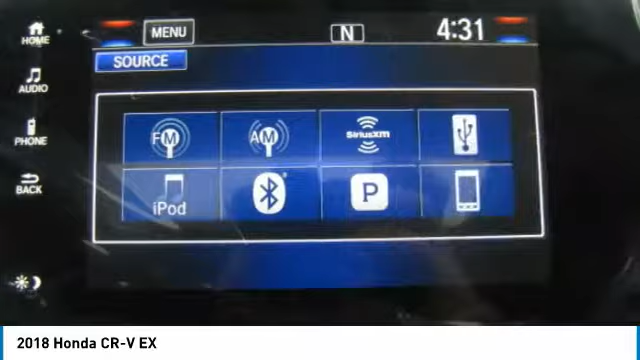 HOME
MENU
N
4:31
SOURCE
AUDIO
PHONE
BACK
FM
AM
SiriusXM
iPod
P
2018 Honda CR-V EX